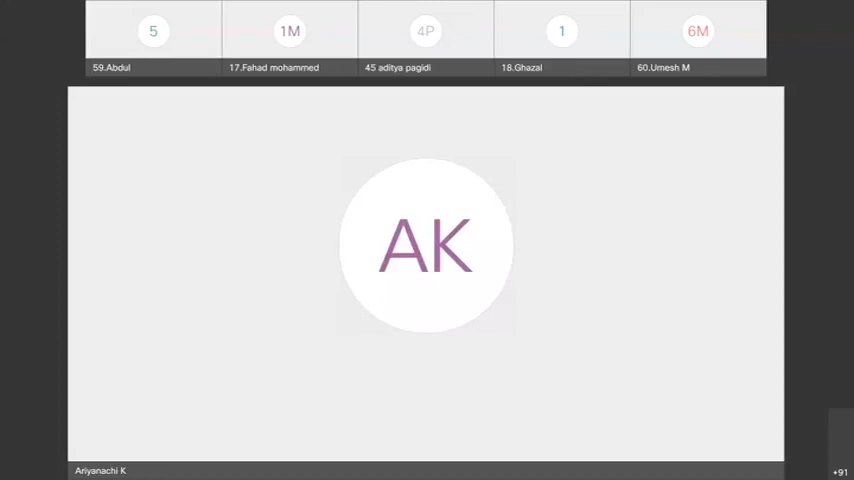 5
1M
4P
1
6M
59.Abdul
17.Fahad mohammed
45 aditya pagidi
18.Ghazal
60.Umesh M
AK
Ariyanachi K
+91